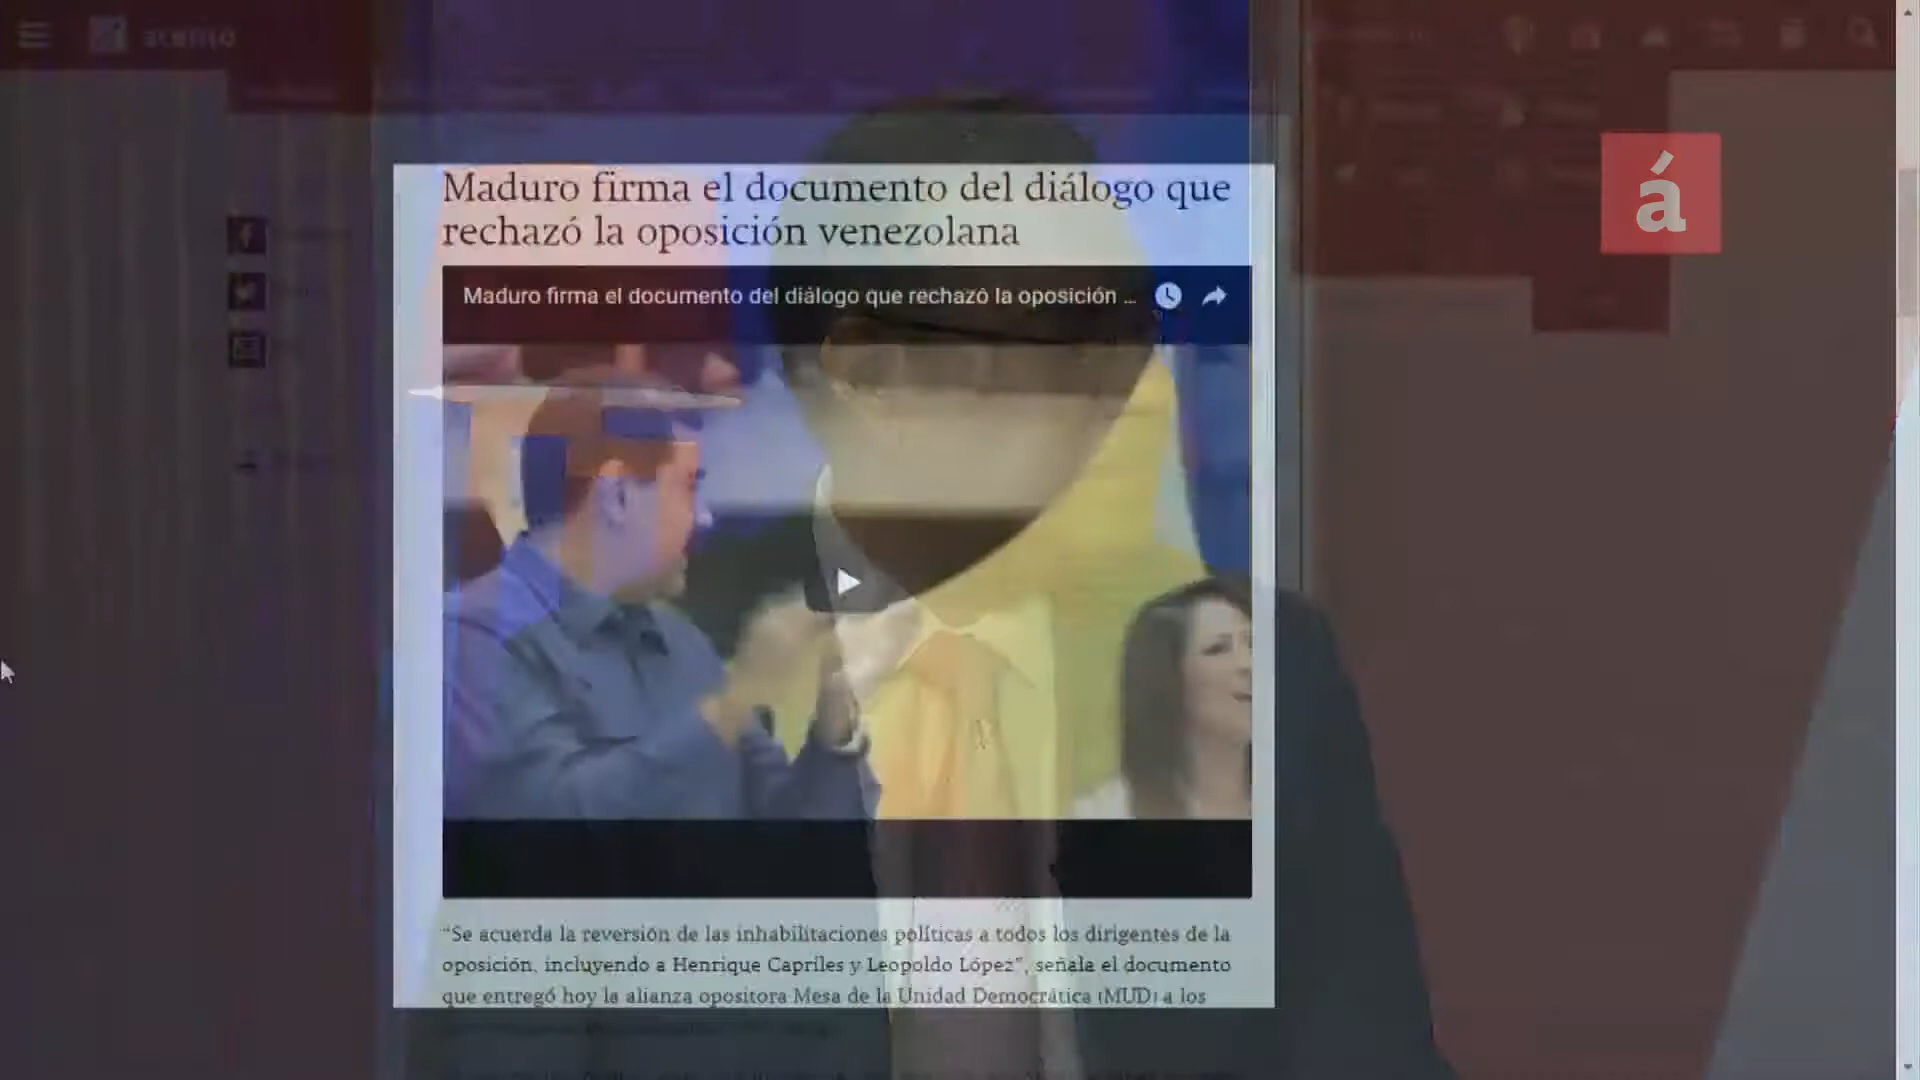 acento
á
Maduro firma el documento del diálogo que
rechazó la oposición venezolana
Maduro firma el documento del diálogo que rechazó la oposición ...
“Se acuerda la reversión de las inhabilitaciones políticas a todos los dirigentes de la
oposición, incluyendo a Henrique Capriles y Leopoldo López”, señala el documento
que entregó hoy la alianza opositora Mesa de la Unidad Democrática (MUD) a los